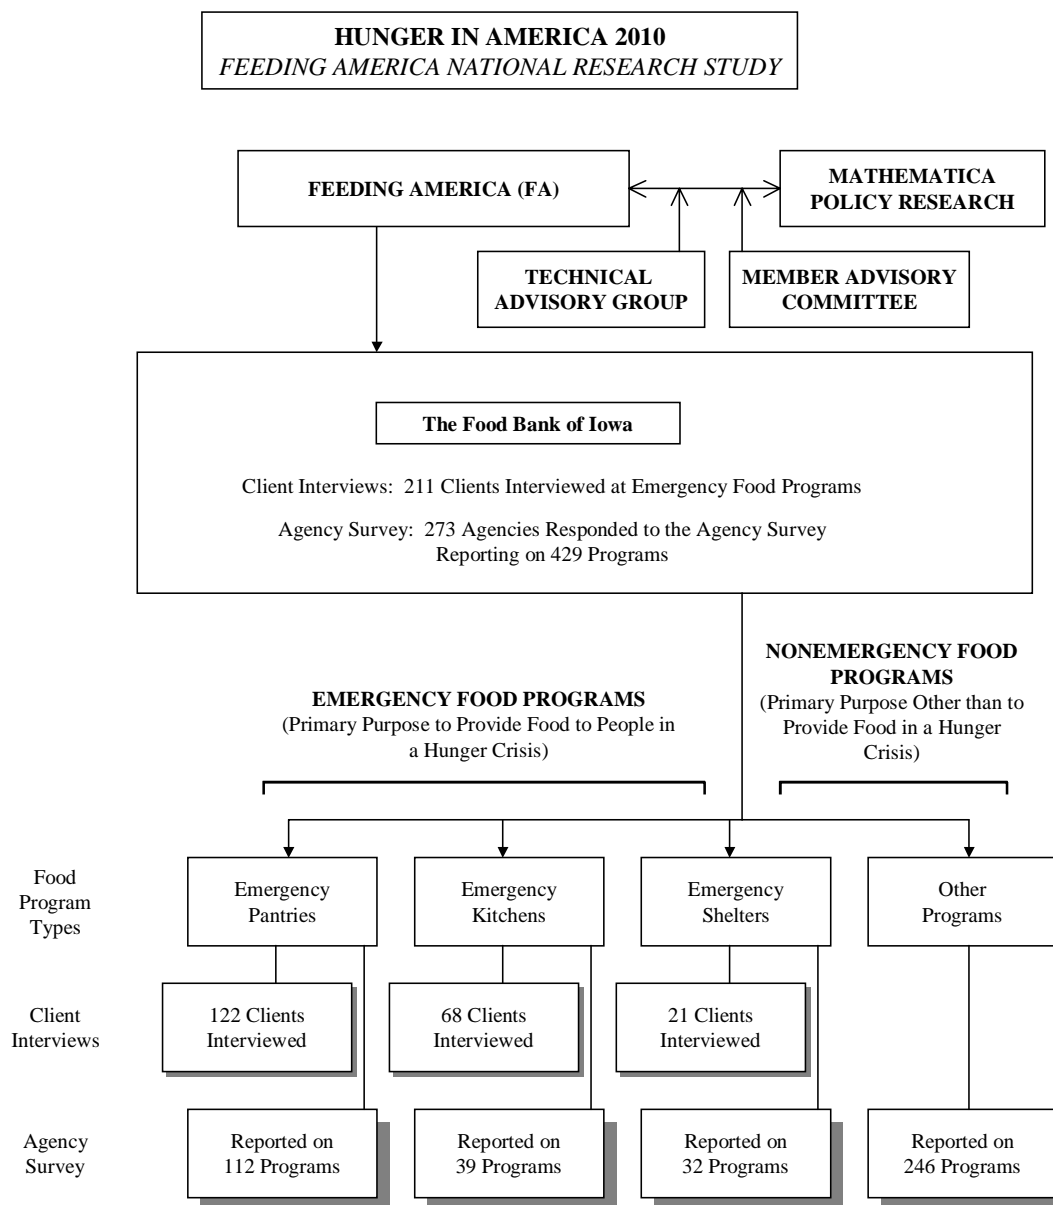 HUNGER IN AMERICA 2010
FEEDING AMERICA NATIONAL RESEARCH STUDY
FEEDING AMERICA (FA)
MATHEMATICA
POLICY RESEARCH
TECHNICAL
ADVISORY GROUP
MEMBER ADVISORY
COMMITTEE
The Food Bank of Iowa
Client Interviews:  211 Clients Interviewed at Emergency Food Programs
Agency Survey:  273 Agencies Responded to the Agency Survey
Reporting on 429 Programs
EMERGENCY FOOD PROGRAMS
(Primary Purpose to Provide Food to People in
a Hunger Crisis)
NONEMERGENCY FOOD
PROGRAMS
(Primary Purpose Other than to
Provide Food in a Hunger
Crisis)
Food
Program
Types
Emergency
Pantries
Emergency
Kitchens
Emergency
Shelters
Other
Programs
Client
Interviews
122 Clients
Interviewed
68 Clients
Interviewed
21 Clients
Interviewed
Agency
Survey
Reported on
112 Programs
Reported on
39 Programs
Reported on
32 Programs
Reported on
246 Programs